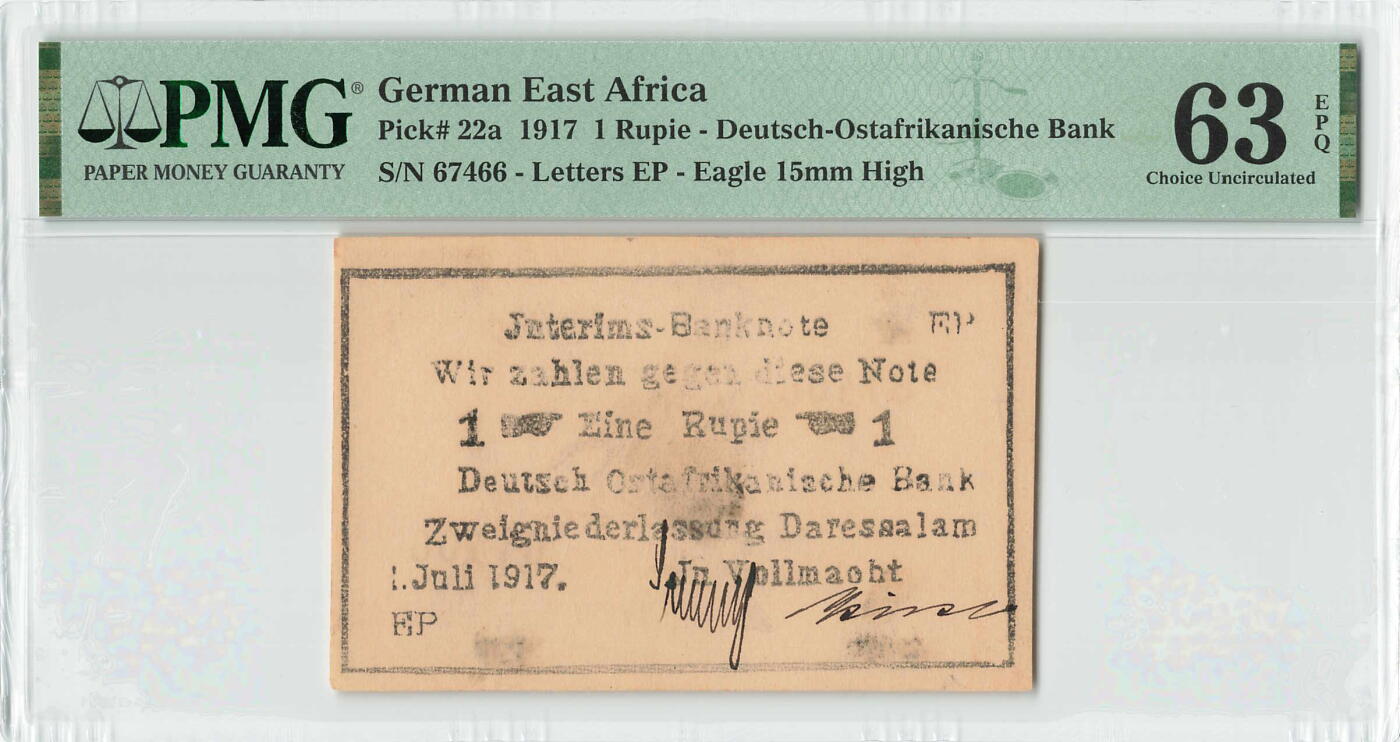 PMG®
PAPER MONEY GUARANTY
German East Africa
Pick# 22a 1917 1 Rupie - Deutsch-Ostafrikanische Bank
S/N 67466 - Letters EP - Eagle 15mm High
63 EPQ
Choice Uncirculated
Jnterims-Banknote EP
Wir zahlen gegen diese Note
1 Eine Rupie 1
Deutsch Ostafrikanische Bank
Zweigniederlassung Daressalam
1.Juli 1917. In Vollmacht
EP